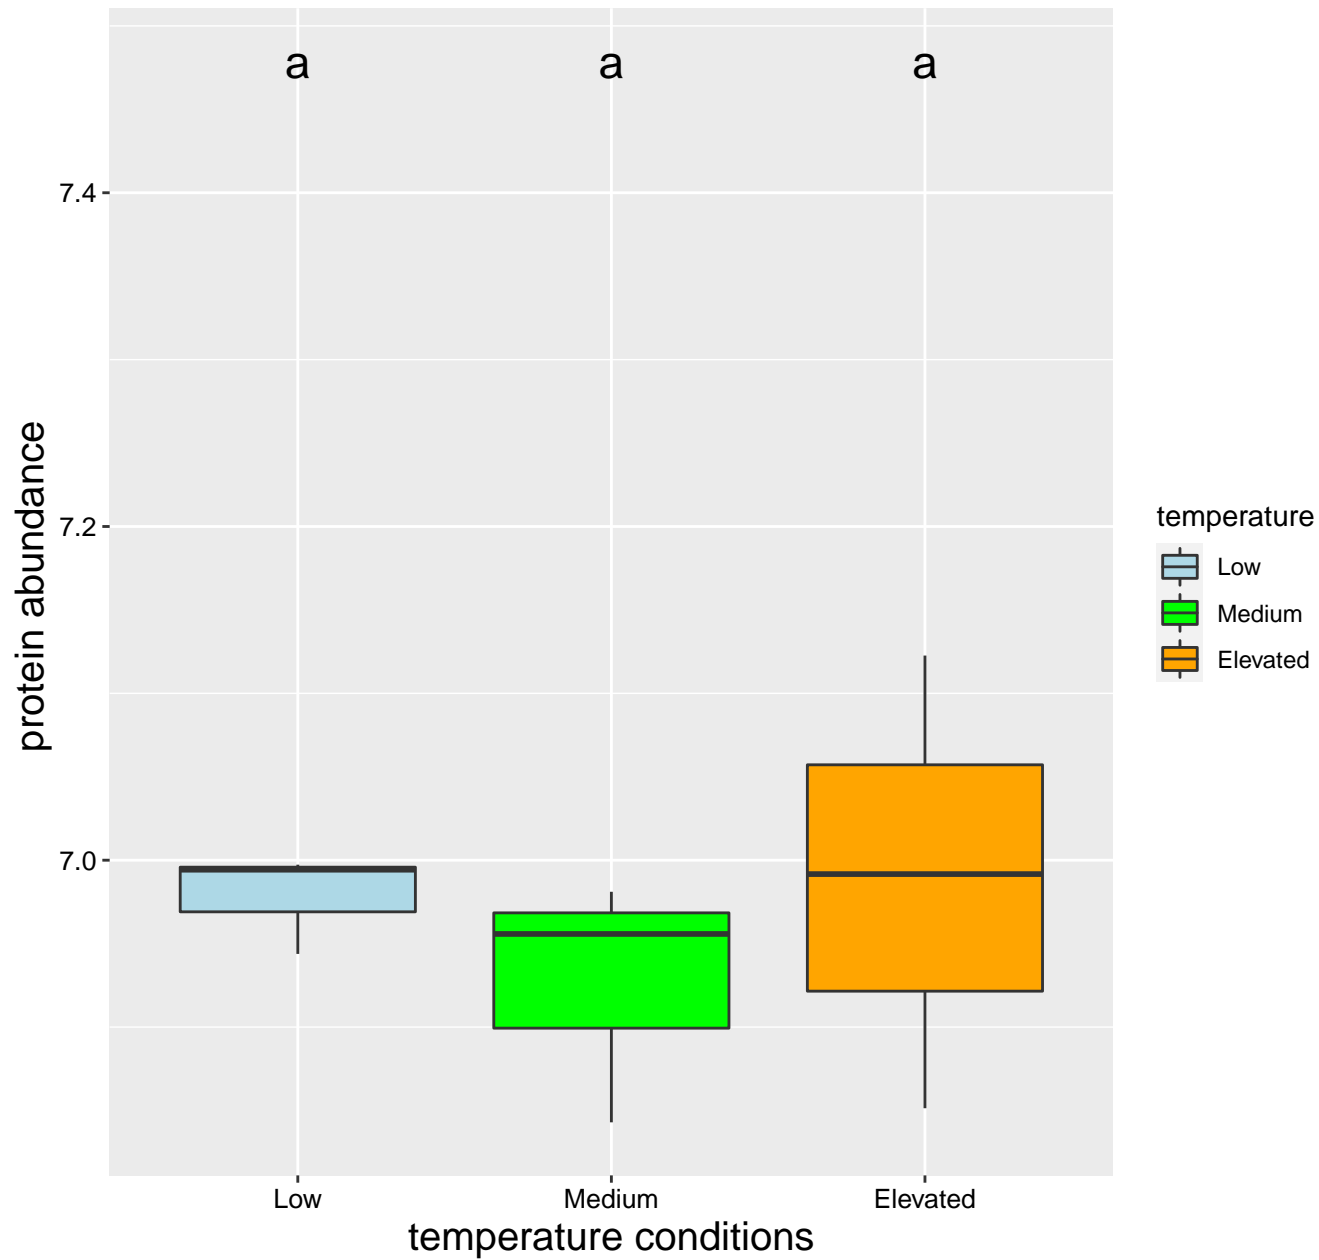 a a a
7.4
7.2
7.0
protein abundance
Low Medium Elevated
temperature conditions
temperature
Low
Medium
Elevated